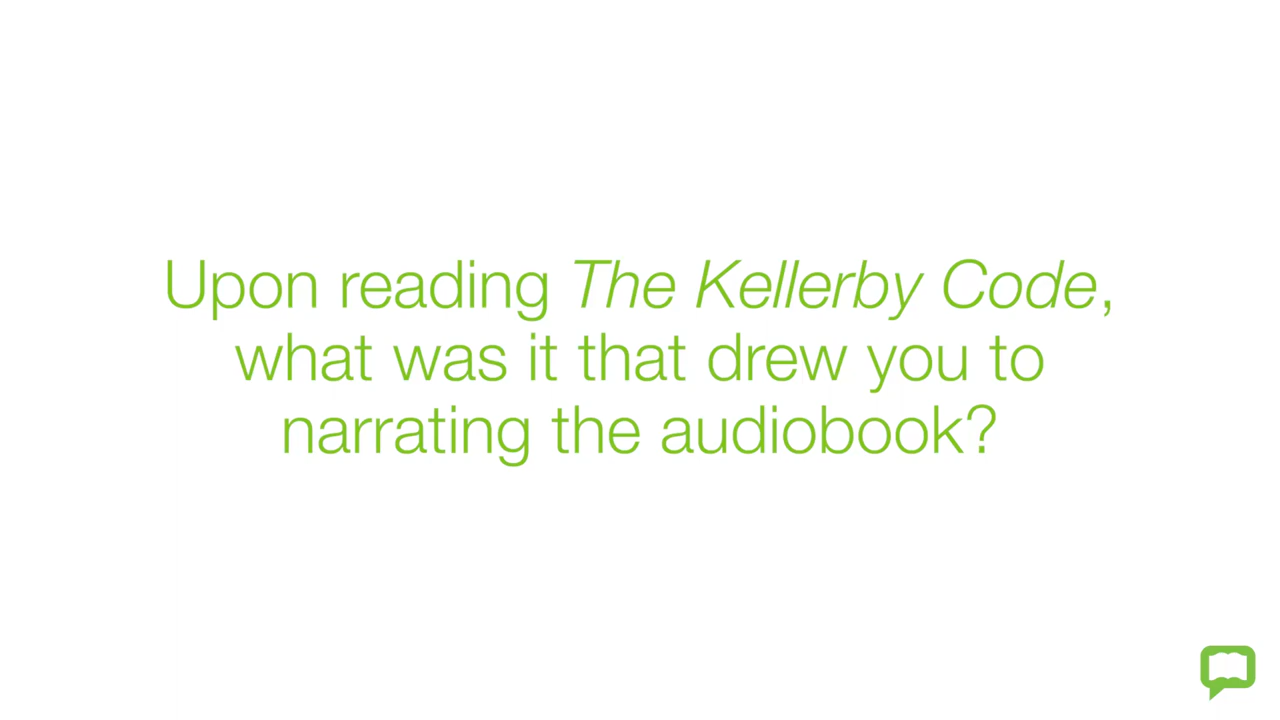 Upon reading The Kellerby Code,
what was it that drew you to
narrating the audiobook?